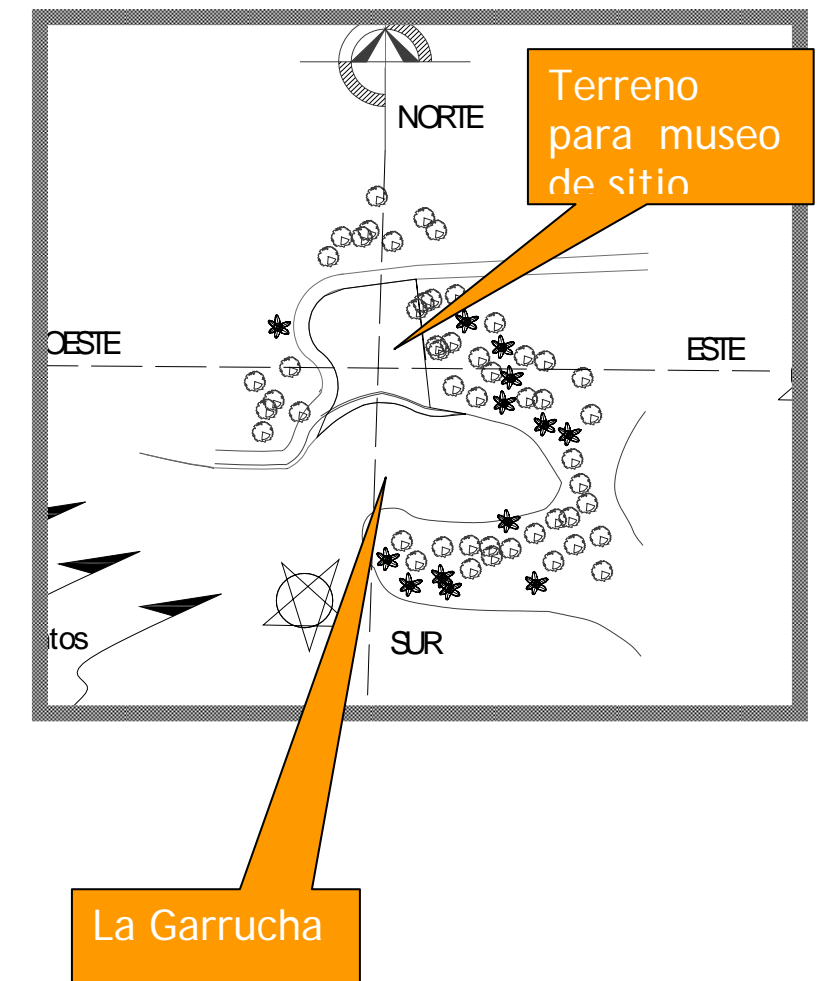 Terreno
para museo
de sitio
NORTE
OESTE
ESTE
SUR
tos
La Garrucha